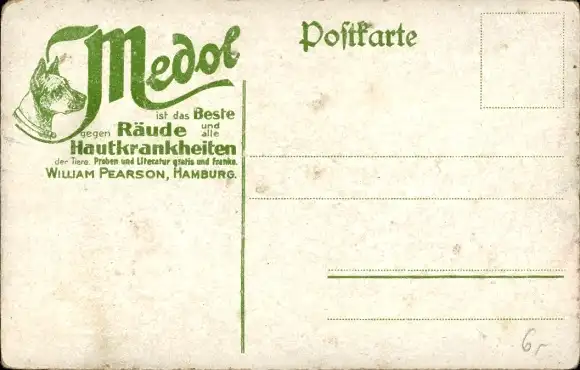 Medol
ist das Beste
gegen Räude und alle
Hautkrankheiten
der Tiere. Proben und Literatur gratis und franko.
WILLIAM PEARSON, HAMBURG.
Poſtkarte
6,-